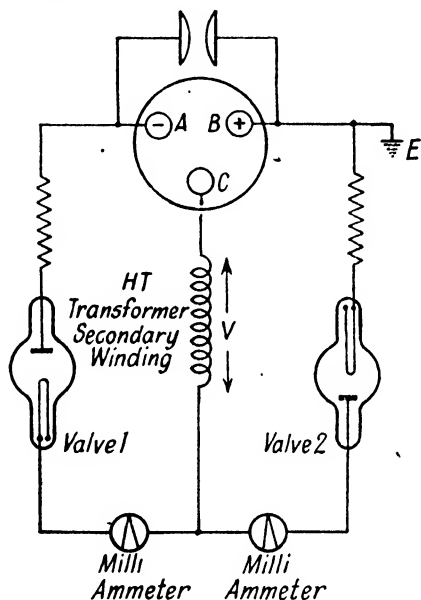 − A B +
E
C
HT
Transformer
Secondary
Winding
V
Valve 1
Valve 2
Milli
Ammeter
Milli
Ammeter